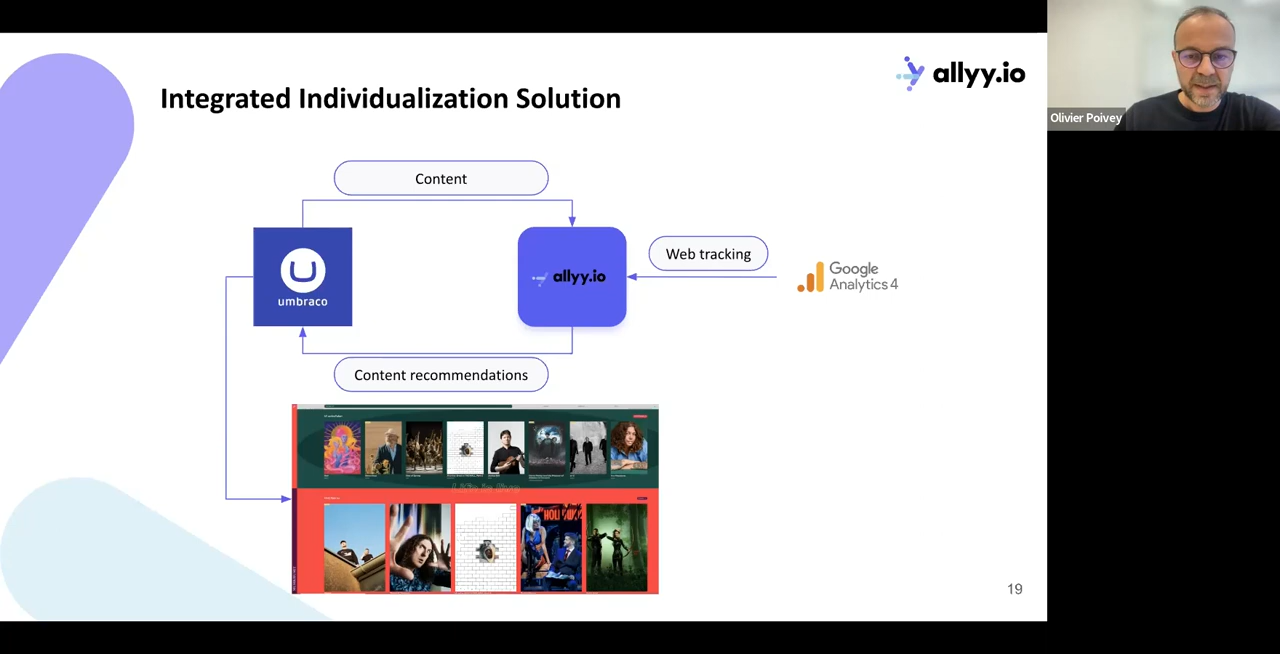 allyy.io
Olivier Poivey
Integrated Individualization Solution
Content
Web tracking
umbraco
allyy.io
Google
Analytics 4
Content recommendations
19